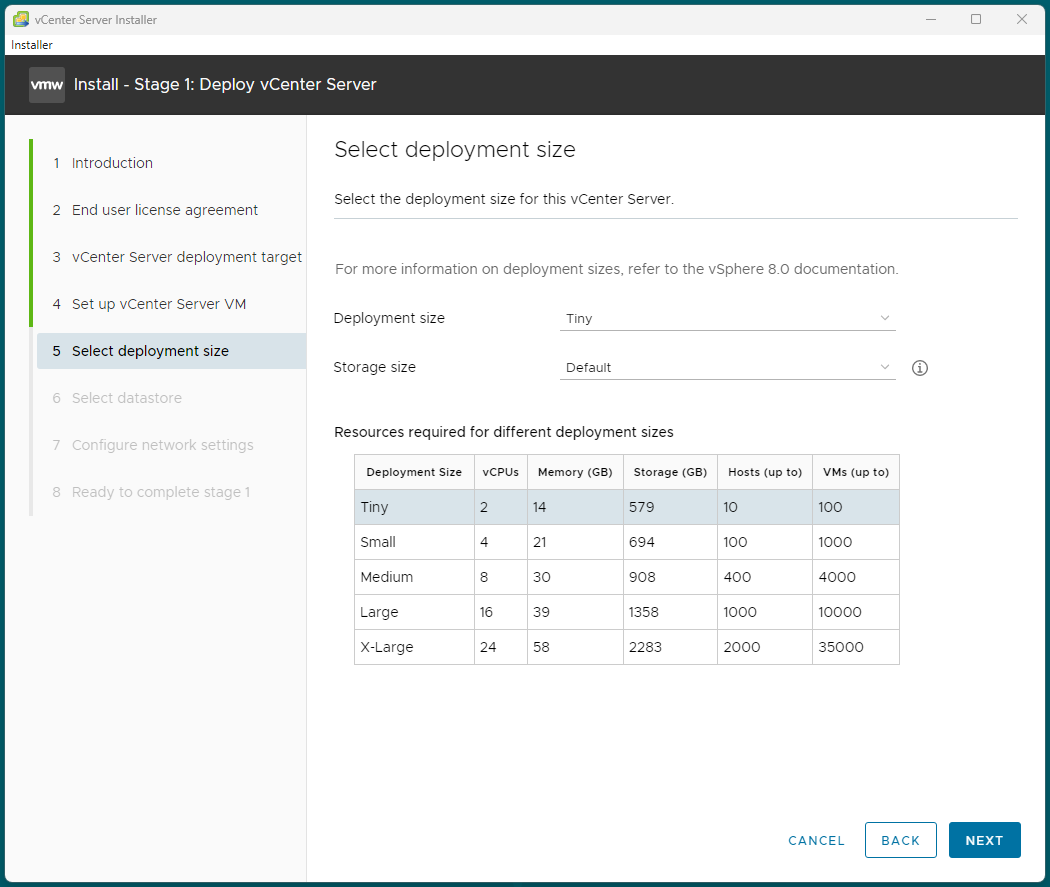 vCenter Server Installer
Installer
vmw Install - Stage 1: Deploy vCenter Server
1 Introduction
2 End user license agreement
3 vCenter Server deployment target
4 Set up vCenter Server VM
5 Select deployment size
6 Select datastore
7 Configure network settings
8 Ready to complete stage 1
Select deployment size
Select the deployment size for this vCenter Server.
For more information on deployment sizes, refer to the vSphere 8.0 documentation.
Deployment size Tiny
Storage size Default
Resources required for different deployment sizes
Deployment Size vCPUs Memory (GB) Storage (GB) Hosts (up to) VMs (up to)
Tiny 2 14 579 10 100
Small 4 21 694 100 1000
Medium 8 30 908 400 4000
Large 16 39 1358 1000 10000
X-Large 24 58 2283 2000 35000
CANCEL BACK NEXT